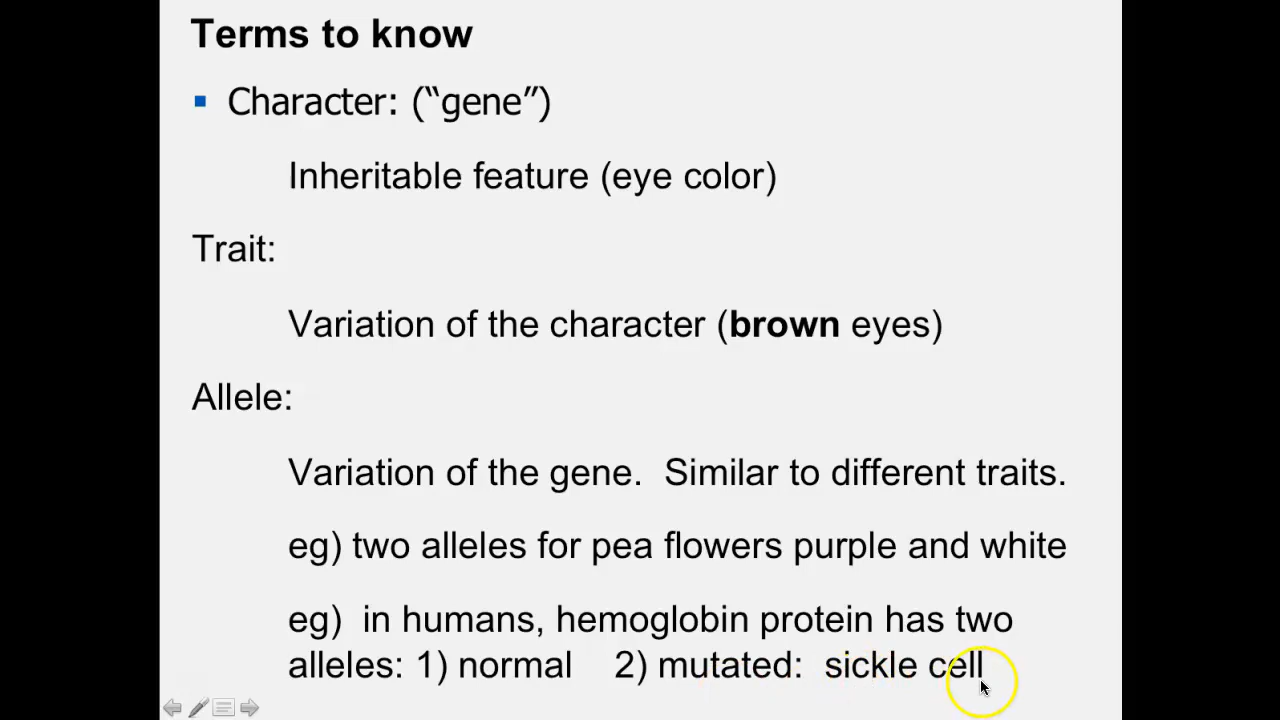 Terms to know
Character: (“gene”)
Inheritable feature (eye color)
Trait:
Variation of the character (brown eyes)
Allele:
Variation of the gene.  Similar to different traits.
eg) two alleles for pea flowers purple and white
eg)  in humans, hemoglobin protein has two
alleles: 1) normal    2) mutated:  sickle cell